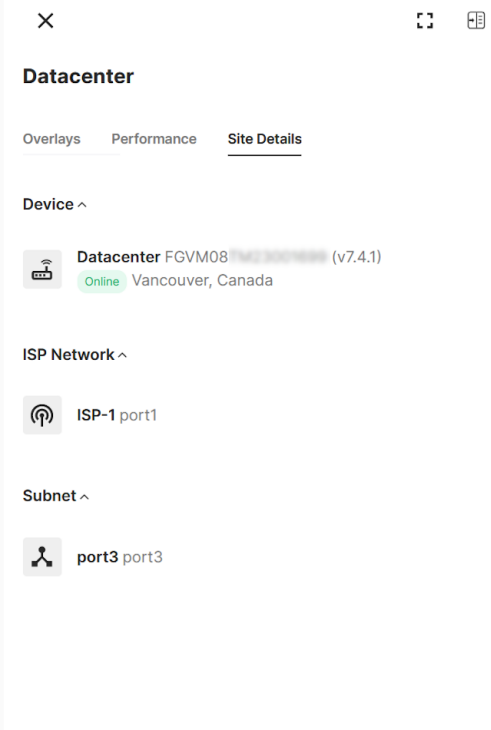 Datacenter
Overlays Performance Site Details
Device
Datacenter FGVM08 (v7.4.1)
Online Vancouver, Canada
ISP Network
ISP-1 port1
Subnet
port3 port3